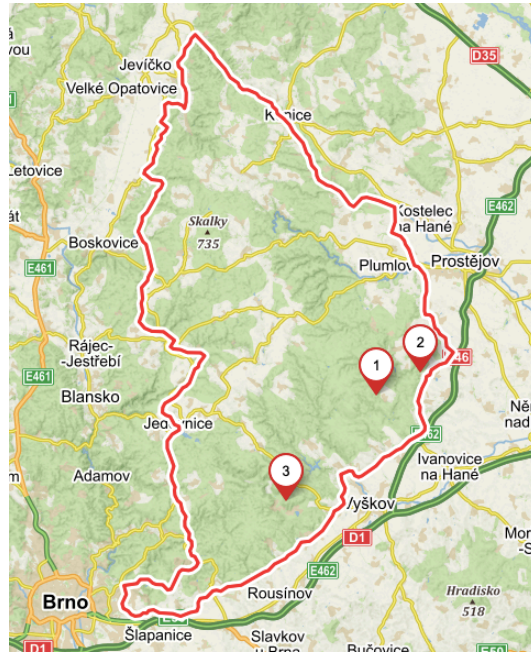 Jevíčko
D35
Velké Opatovice
Letovice
Skalky
735
Kostelec
na Hané
E462
Boskovice
Plumlov
Prostějov
E461
Rájec-
-Jestřebí
1
2
E461
Blansko
Jedovnice
E462
Ivanovice
na Hané
3
Adamov
Vyškov
D1
E462
Rousínov
Brno
Hradisko
518
Šlapanice
Slavkov
u Brna
D1
Bučovice
E50